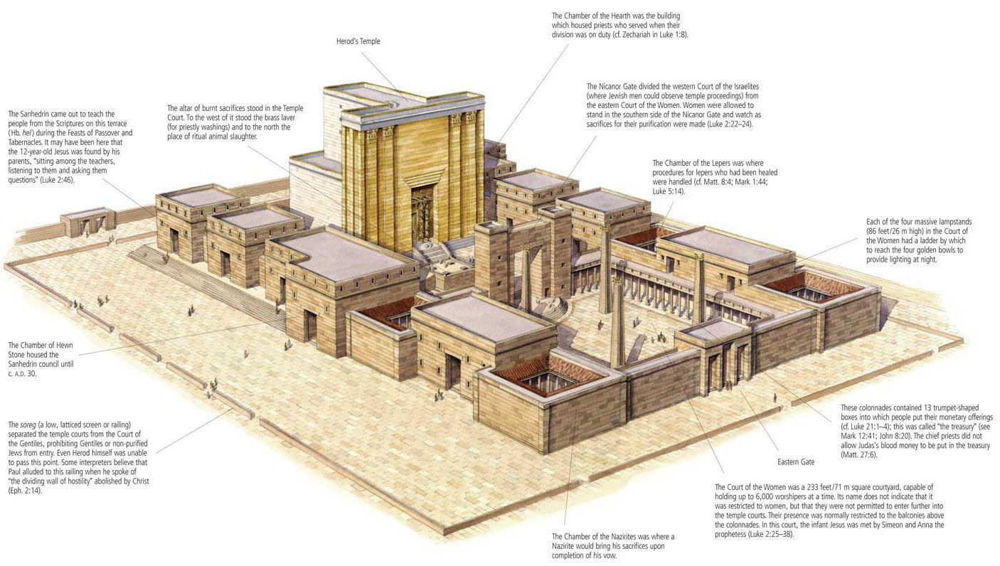 The Chamber of the Hearth was the building
which housed priests who served when their
division was on duty (cf. Zechariah in Luke 1:8).
Herod's Temple
The Nicanor Gate divided the western Court of the Israelites
(where Jewish men could observe temple proceedings) from
the eastern Court of the Women. Women were allowed to
stand in the southern side of the Nicanor Gate and watch as
sacrifices for their purification were made (Luke 2:22–24).
The altar of burnt sacrifices stood in the Temple
Court. To the west of it stood the brass laver
(for priestly washings) and to the north the
place of ritual animal slaughter.
The Sanhedrin came out to teach the
people from the Scriptures on this terrace
(Hb. hel) during the Feasts of Passover and
Tabernacles. It may have been here that
the 12-year-old Jesus was found by his
parents, "sitting among the teachers,
listening to them and asking them
questions" (Luke 2:46).
The Chamber of the Lepers was where
procedures for lepers who had been healed
were handled (cf. Matt. 8:4; Mark 1:44;
Luke 5:14).
Each of the four massive lampstands
(86 feet/26 m high) in the Court of
the Women had a ladder by which
to reach the four golden bowls to
provide lighting at night.
The Chamber of Hewn
Stone housed the
Sanhedrin council until
c. A.D. 30.
The soreg (a low, latticed screen or railing)
separated the temple courts from the Court of
the Gentiles, prohibiting Gentiles or non-purified
Jews from entry. Even Herod himself was unable
to pass this point. Some interpreters believe that
Paul alluded to this railing when he spoke of
"the dividing wall of hostility" abolished by Christ
(Eph. 2:14).
These colonnades contained 13 trumpet-shaped
boxes into which people put their monetary offerings
(cf. Luke 21:1–4); this was called "the treasury" (see
Mark 12:41; John 8:20). The chief priests did not
allow Judas's blood money to be put in the treasury
(Matt. 27:6).
Eastern Gate
The Court of the Women was a 233 feet/71 m square courtyard, capable of
holding up to 6,000 worshipers at a time. Its name does not indicate that it
was restricted to women, but that they were not permitted to enter further into
the temple courts. Their presence was normally restricted to the balconies above
the colonnades. In this court, the infant Jesus was met by Simeon and Anna the
prophetess (Luke 2:25–38).
The Chamber of the Nazirites was where a
Nazirite would bring his sacrifices upon
completion of his vow.